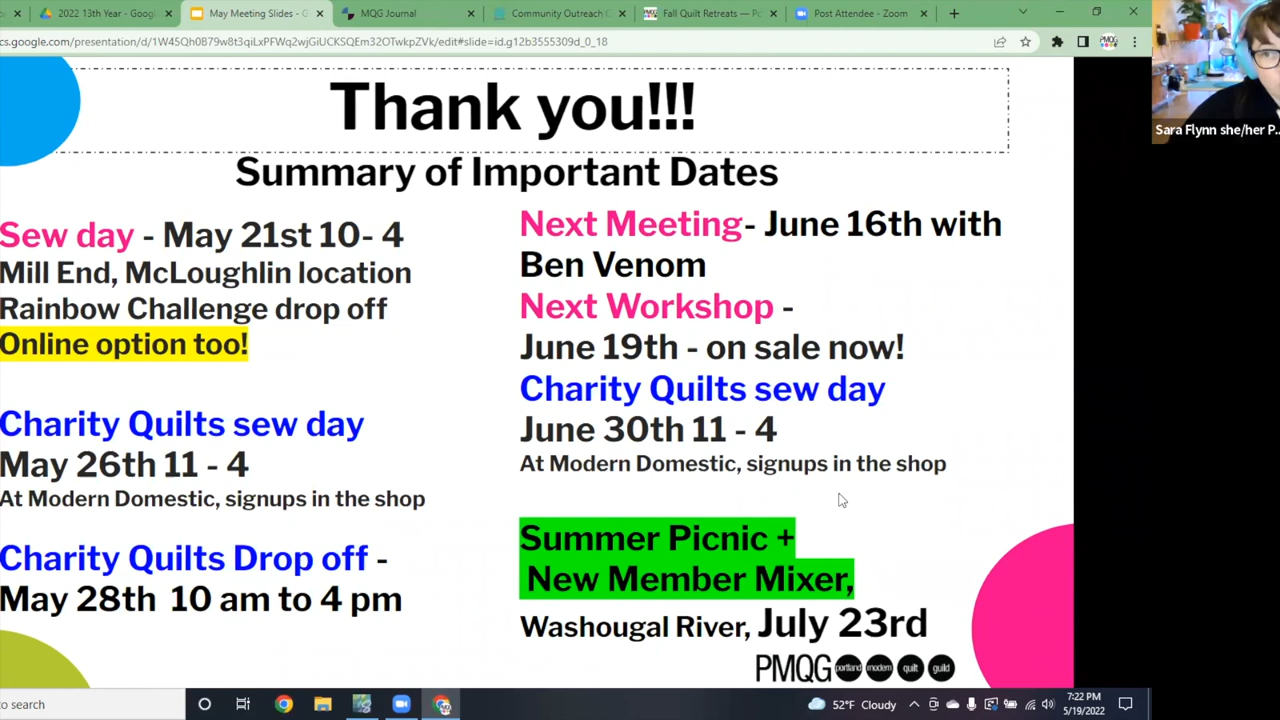 2022 13th Year - Googl
May Meeting Slides - G
MQG Journal
Community Outreach C
Fall Quilt Retreats — Po
Post Attendee - Zoom
cs.google.com/presentation/d/1W45Qh0B79w8t3qiLxPFWq2wjGiUCKSQEm32OTwkpZVk/edit#slide=id.g12b3555309d_0_18
Sara Flynn she/her P...
Thank you!!!
Summary of Important Dates
Sew day - May 21st 10- 4
Mill End, McLoughlin location
Rainbow Challenge drop off
Online option too!
Charity Quilts sew day
May 26th 11 - 4
At Modern Domestic, signups in the shop
Charity Quilts Drop off -
May 28th 10 am to 4 pm
Next Meeting- June 16th with
Ben Venom
Next Workshop -
June 19th - on sale now!
Charity Quilts sew day
June 30th 11 - 4
At Modern Domestic, signups in the shop
Summer Picnic +
New Member Mixer,
Washougal River, July 23rd
PMQG portland modern quilt guild
e to search
52°F Cloudy
7:22 PM
5/19/2022